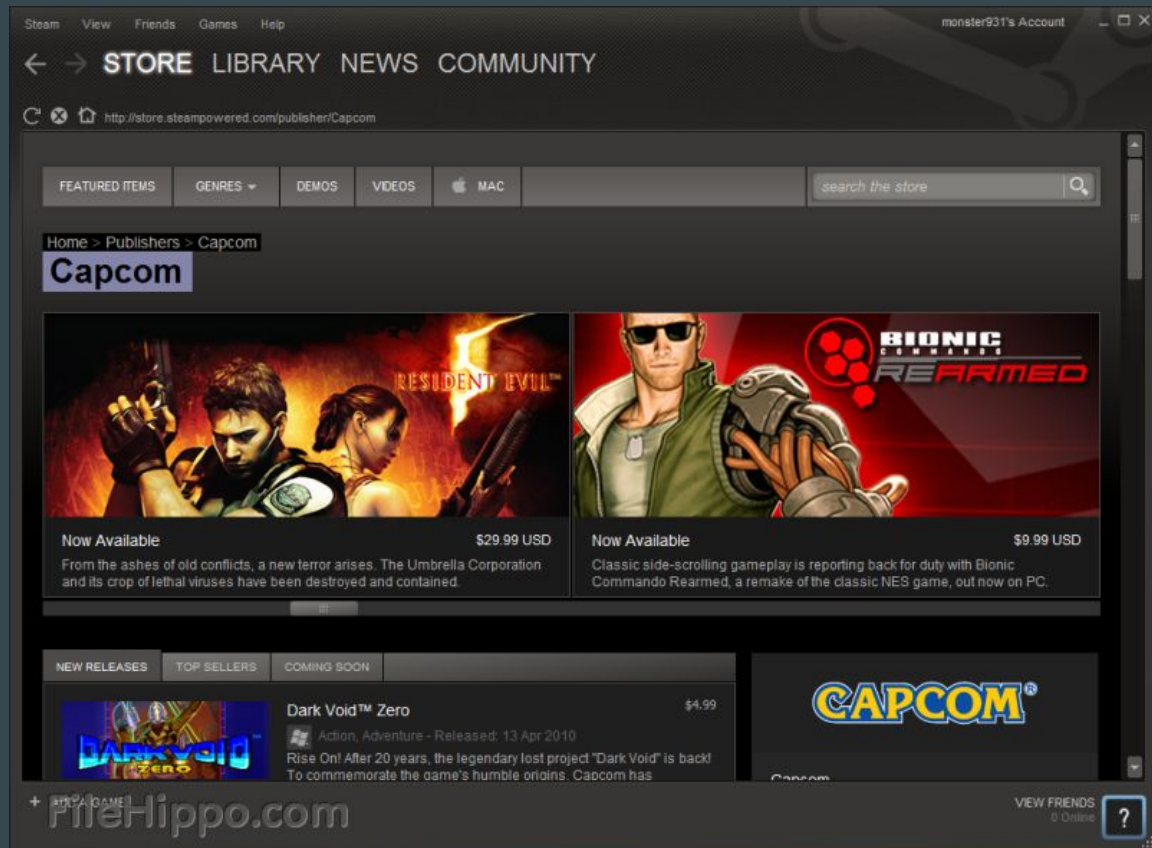 Steam View Friends Games Help monster931's Account
STORE LIBRARY NEWS COMMUNITY
http://store.steampowered.com/publisher/Capcom
FEATURED ITEMS GENRES DEMOS VIDEOS MAC search the store
Home > Publishers > Capcom
Capcom
RESIDENT EVIL™
BIONIC
COMMANDO
REARMED
Now Available $29.99 USD
From the ashes of old conflicts, a new terror arises. The Umbrella Corporation
and its crop of lethal viruses have been destroyed and contained.
Now Available $9.99 USD
Classic side-scrolling gameplay is reporting back for duty with Bionic
Commando Rearmed, a remake of the classic NES game, out now on PC.
NEW RELEASES TOP SELLERS COMING SOON
DARK VOID™
ZERO
Dark Void™ Zero $4.99
Action, Adventure - Released: 13 Apr 2010
Rise On! After 20 years, the legendary lost project "Dark Void" is back!
To commemorate the game's humble origins, Capcom has
CAPCOM®
Capcom
+ ADD A GAME
FileHippo.com
VIEW FRIENDS
0 Online
?